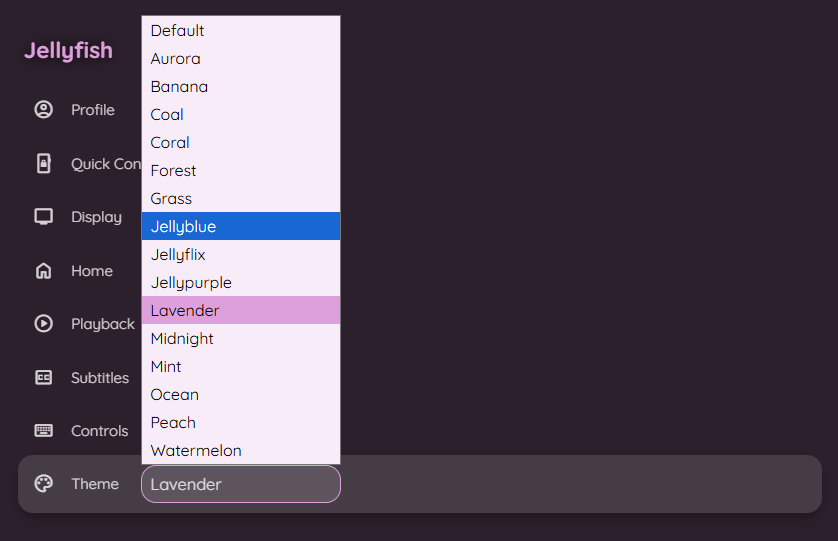 Jellyfish
Profile
Quick Con
Display
Home
Playback
Subtitles
Controls
Theme
Default
Aurora
Banana
Coal
Coral
Forest
Grass
Jellyblue
Jellyflix
Jellypurple
Lavender
Midnight
Mint
Ocean
Peach
Watermelon
Lavender